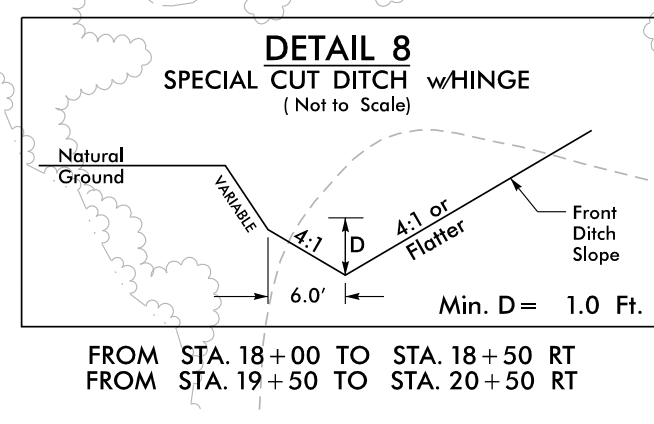 DETAIL 8
SPECIAL CUT DITCH w/HINGE
( Not to Scale)
Natural
Ground
VARIABLE
4:1
D
4:1 or
Flatter
Front
Ditch
Slope
6.0'
Min. D = 1.0 Ft.
FROM STA. 18+00 TO STA. 18+50 RT
FROM STA. 19+50 TO STA. 20+50 RT